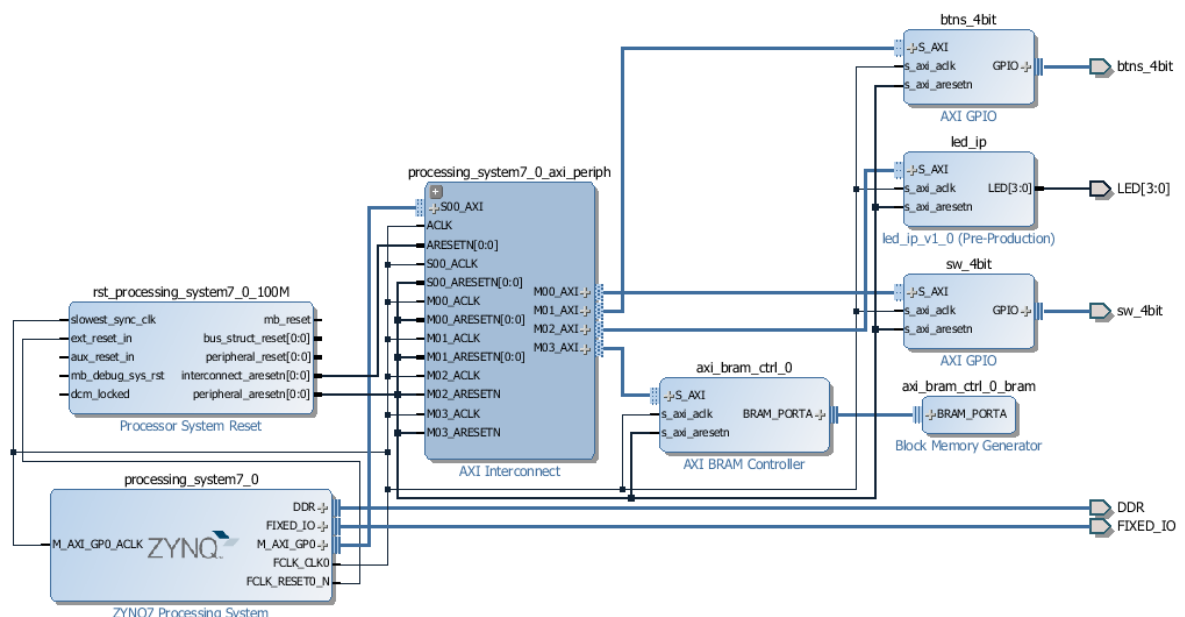 btns_4bit
S_AXI
s_axi_aclk
s_axi_aresetn
GPIO
btns_4bit
AXI GPIO
led_ip
S_AXI
s_axi_aclk
s_axi_aresetn
LED[3:0]
LED[3:0]
led_ip_v1_0 (Pre-Production)
sw_4bit
S_AXI
s_axi_aclk
s_axi_aresetn
GPIO
sw_4bit
AXI GPIO
processing_system7_0_axi_periph
S00_AXI
ACLK
ARESETN[0:0]
S00_ACLK
S00_ARESETN[0:0]
M00_ACLK
M00_ARESETN[0:0]
M01_ACLK
M01_ARESETN[0:0]
M02_ACLK
M02_ARESETN
M03_ACLK
M03_ARESETN
M00_AXI
M01_AXI
M02_AXI
M03_AXI
AXI Interconnect
rst_processing_system7_0_100M
slowest_sync_clk
ext_reset_in
aux_reset_in
mb_debug_sys_rst
dcm_locked
mb_reset
bus_struct_reset[0:0]
peripheral_reset[0:0]
interconnect_aresetn[0:0]
peripheral_aresetn[0:0]
Processor System Reset
axi_bram_ctrl_0
S_AXI
s_axi_aclk
s_axi_aresetn
BRAM_PORTA
AXI BRAM Controller
axi_bram_ctrl_0_bram
BRAM_PORTA
Block Memory Generator
processing_system7_0
M_AXI_GP0_ACLK
ZYNQ
DDR
FIXED_IO
M_AXI_GP0
FCLK_CLK0
FCLK_RESET0_N
ZYNQ7 Processing System
DDR
FIXED_IO